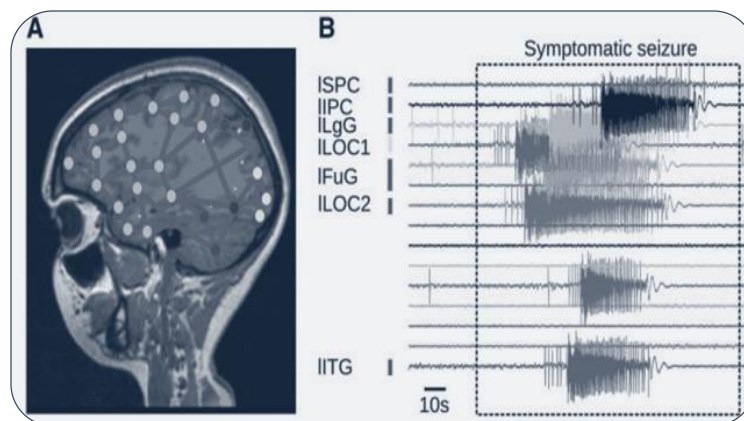 A
B
Symptomatic seizure
lSPC
lIPC
lLgG
lLOC1
lFuG
lLOC2
lITG
10s